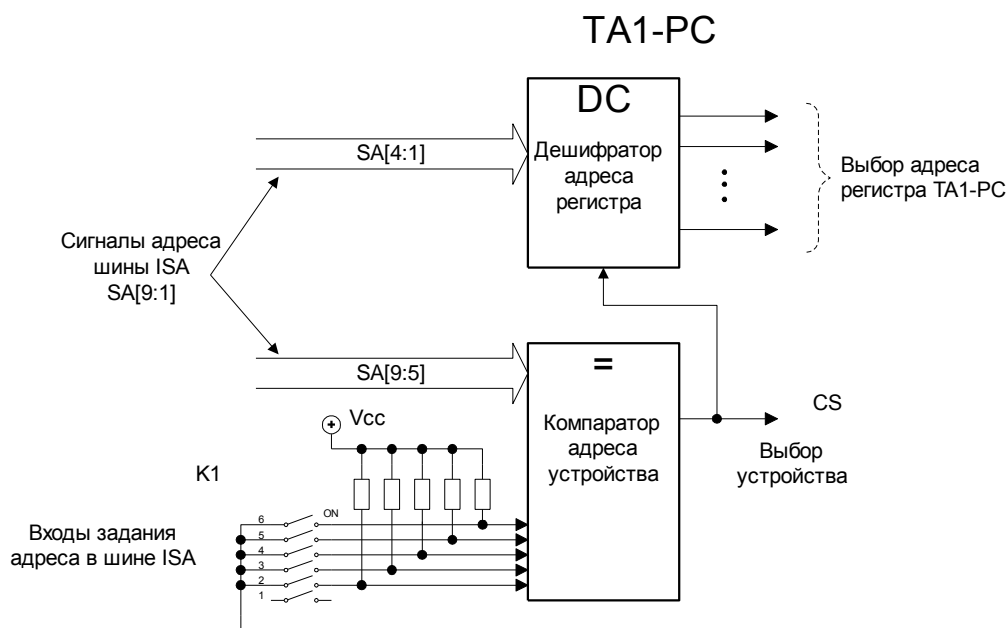 TA1-PC
DC
Дешифратор
адреса
регистра
SA[4:1]
Выбор адреса
регистра TA1-PC
Сигналы адреса
шины ISA
SA[9:1]
SA[9:5]
=
Компаратор
адреса
устройства
CS
Выбор
устройства
Vcc
K1
Входы задания
адреса в шине ISA
6 ON
5
4
3
2
1